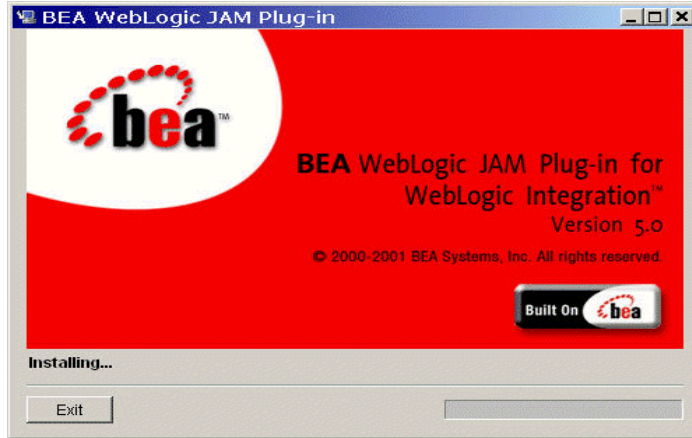 BEA WebLogic JAM Plug-in
bea™
BEA WebLogic JAM Plug-in for
WebLogic Integration™
Version 5.0
© 2000-2001 BEA Systems, Inc. All rights reserved.
Built On bea
Installing...
Exit